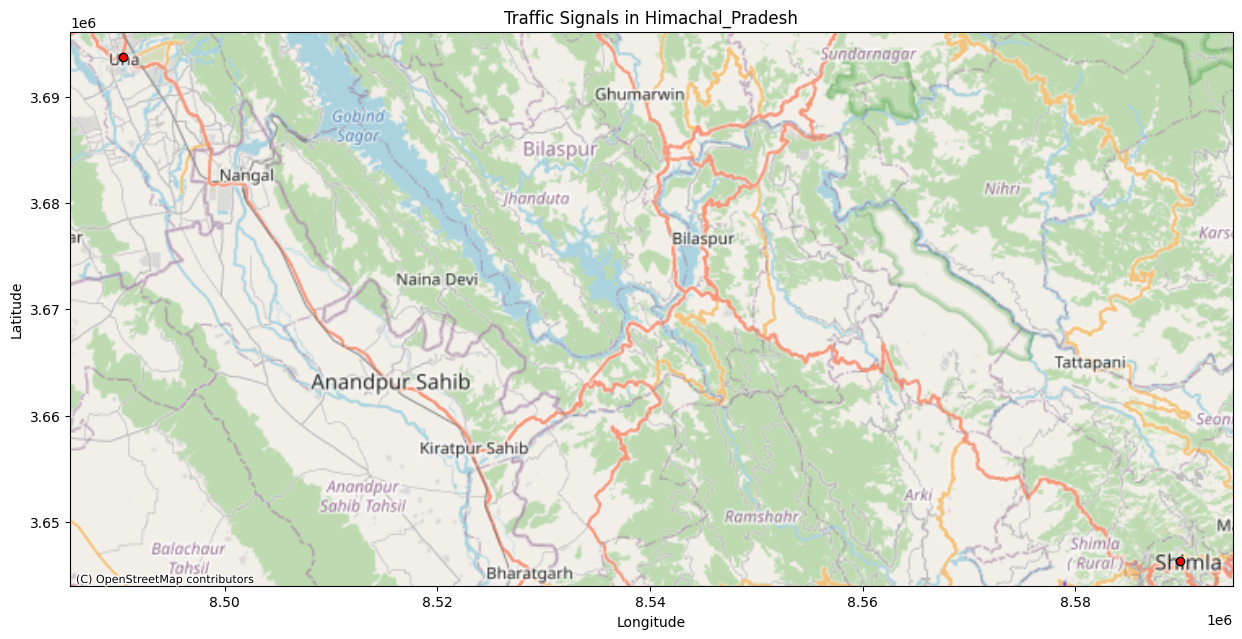 Traffic Signals in Himachal_Pradesh
1e6
Una
Sundarnagar
Ghumarwin
3.69
Gobind
Sagar
Bilaspur
Nangal
Nihri
Jhanduta
3.68
Bilaspur
Naina Devi
Latitude
3.67
Tattapani
Anandpur Sahib
3.66
Kiratpur Sahib
Anandpur
Sahib Tahsil
Arki
Ramshahr
3.65
Balachaur
Tahsil
Shimla
(Rural)
Shimla
Bharatgarh
(C) OpenStreetMap contributors
8.50
8.52
8.54
8.56
8.58
Longitude
1e6